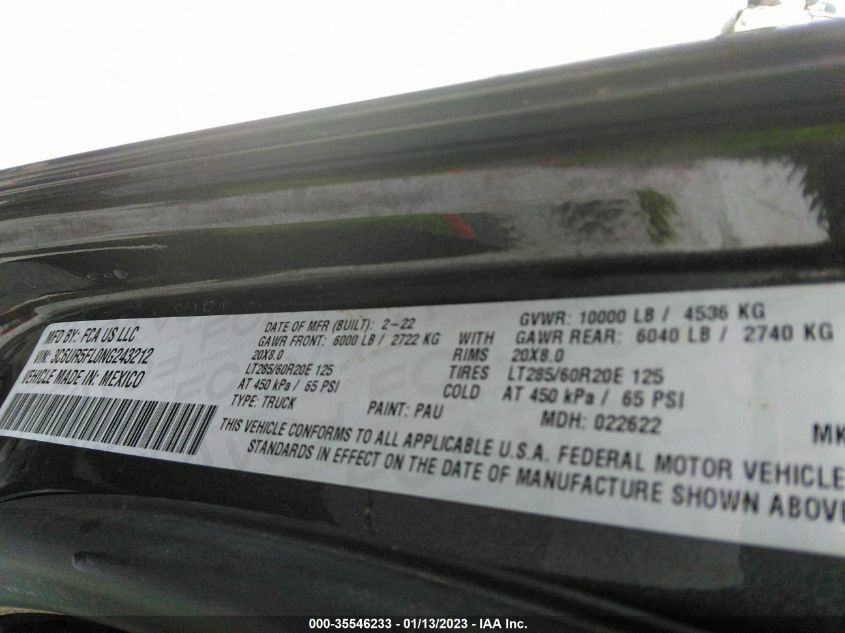 MFD BY: FCA US LLC
DATE OF MFR (BUILT): 2-22
GVWR: 10000 LB / 4536 KG
VIN: 3C6UR5FL0NG243212
GAWR FRONT: 6000 LB / 2722 KG WITH GAWR REAR: 6040 LB / 2740 KG
VEHICLE MADE IN: MEXICO
20X8.0 RIMS 20X8.0
LT285/60R20E 125 TIRES LT285/60R20E 125
AT 450 kPa / 65 PSI COLD AT 450 kPa / 65 PSI
TYPE: TRUCK PAINT: PAU MDH: 022622 MK
THIS VEHICLE CONFORMS TO ALL APPLICABLE U.S.A. FEDERAL MOTOR VEHICLE
STANDARDS IN EFFECT ON THE DATE OF MANUFACTURE SHOWN ABOVE
000-35546233 - 01/13/2023 - IAA Inc.